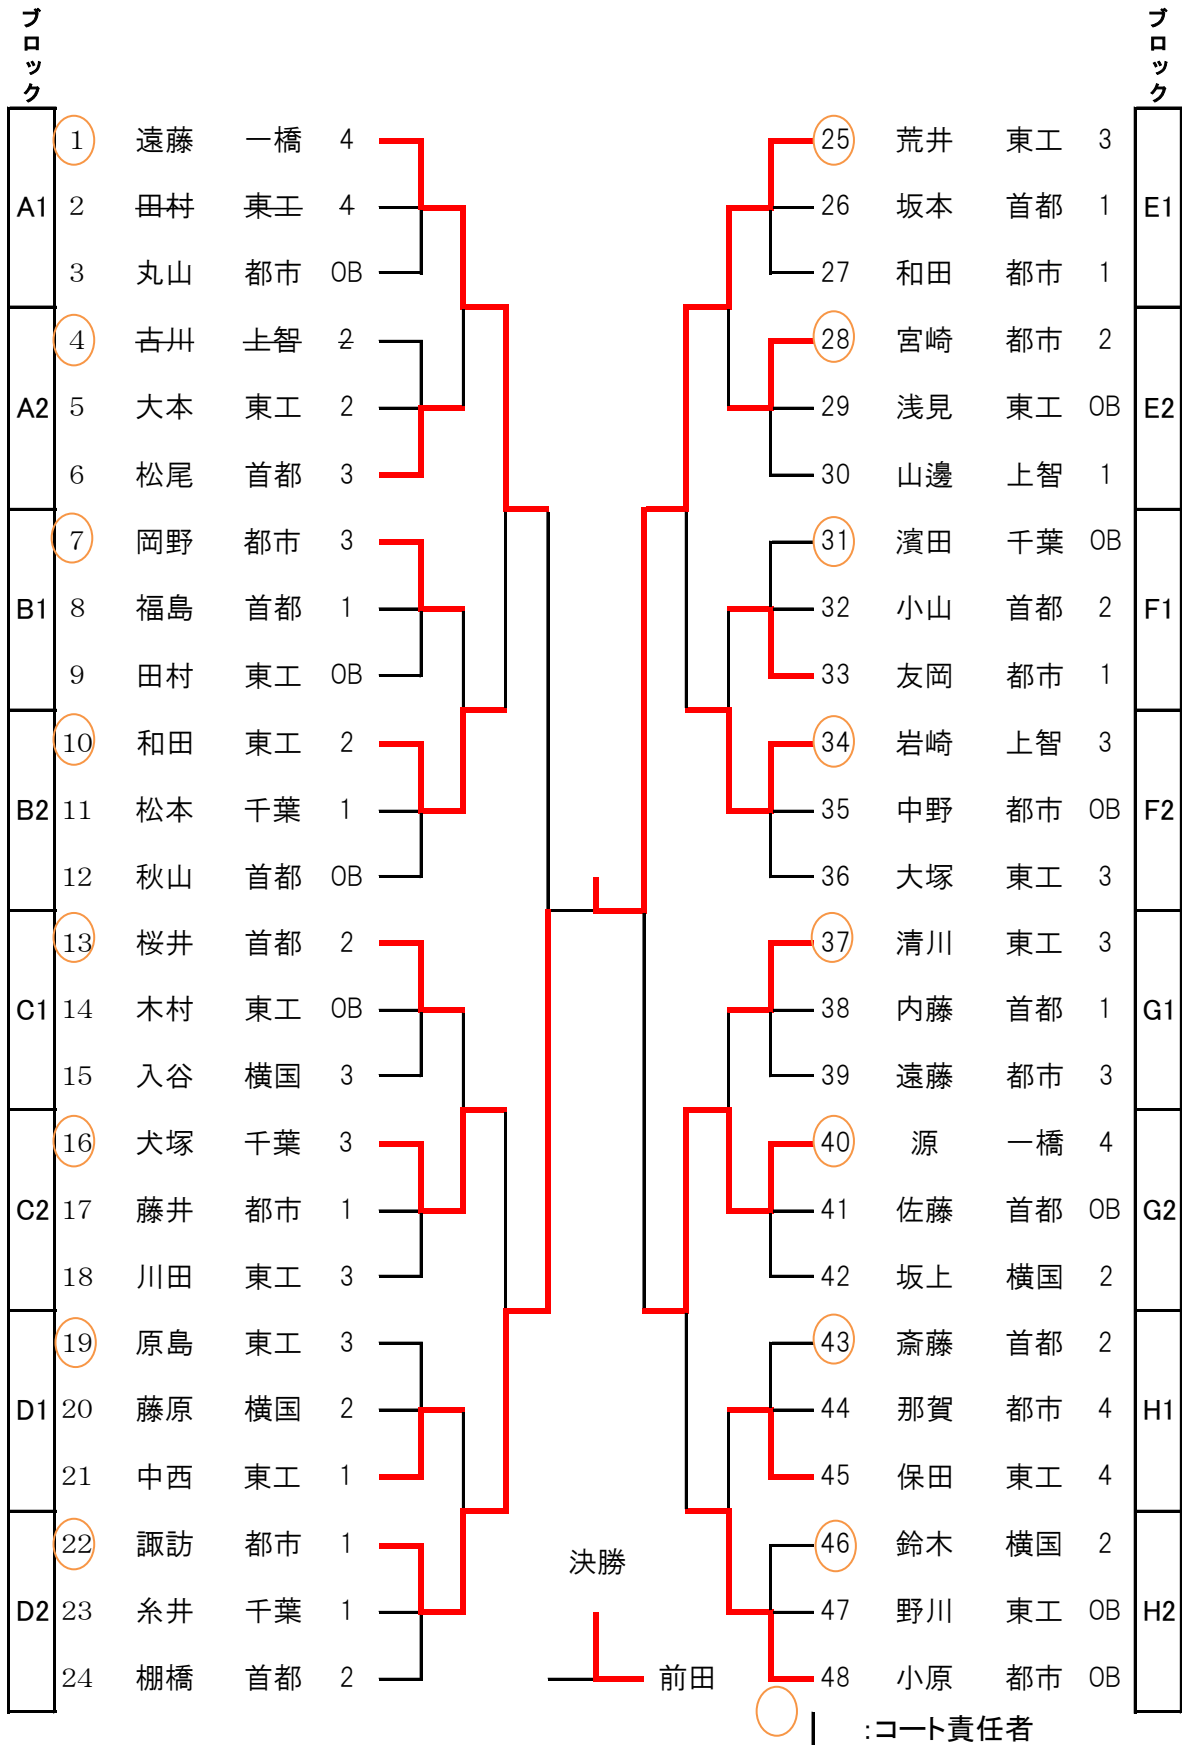 ブロック ブロック
A1 1 遠藤 一橋 4
2 田村 東工 4
3 丸山 都市 OB
A2 4 古川 上智 2
5 大本 東工 2
6 松尾 首都 3
B1 7 岡野 都市 3
8 福島 首都 1
9 田村 東工 OB
B2 10 和田 東工 2
11 松本 千葉 1
12 秋山 首都 OB
C1 13 桜井 首都 2
14 木村 東工 OB
15 入谷 横国 3
C2 16 犬塚 千葉 3
17 藤井 都市 1
18 川田 東工 3
D1 19 原島 東工 3
20 藤原 横国 2
21 中西 東工 1
D2 22 諏訪 都市 1
23 糸井 千葉 1
24 棚橋 首都 2
25 荒井 東工 3 E1
26 坂本 首都 1
27 和田 都市 1
28 宮崎 都市 2 E2
29 浅見 東工 OB
30 山邊 上智 1
31 濱田 千葉 OB F1
32 小山 首都 2
33 友岡 都市 1
34 岩崎 上智 3 F2
35 中野 都市 OB
36 大塚 東工 3
37 清川 東工 3 G1
38 内藤 首都 1
39 遠藤 都市 3
40 源 一橋 4 G2
41 佐藤 首都 OB
42 坂上 横国 2
43 斎藤 首都 2 H1
44 那賀 都市 4
45 保田 東工 4
46 鈴木 横国 2 H2
47 野川 東工 OB
48 小原 都市 OB
決勝
前田
:コート責任者